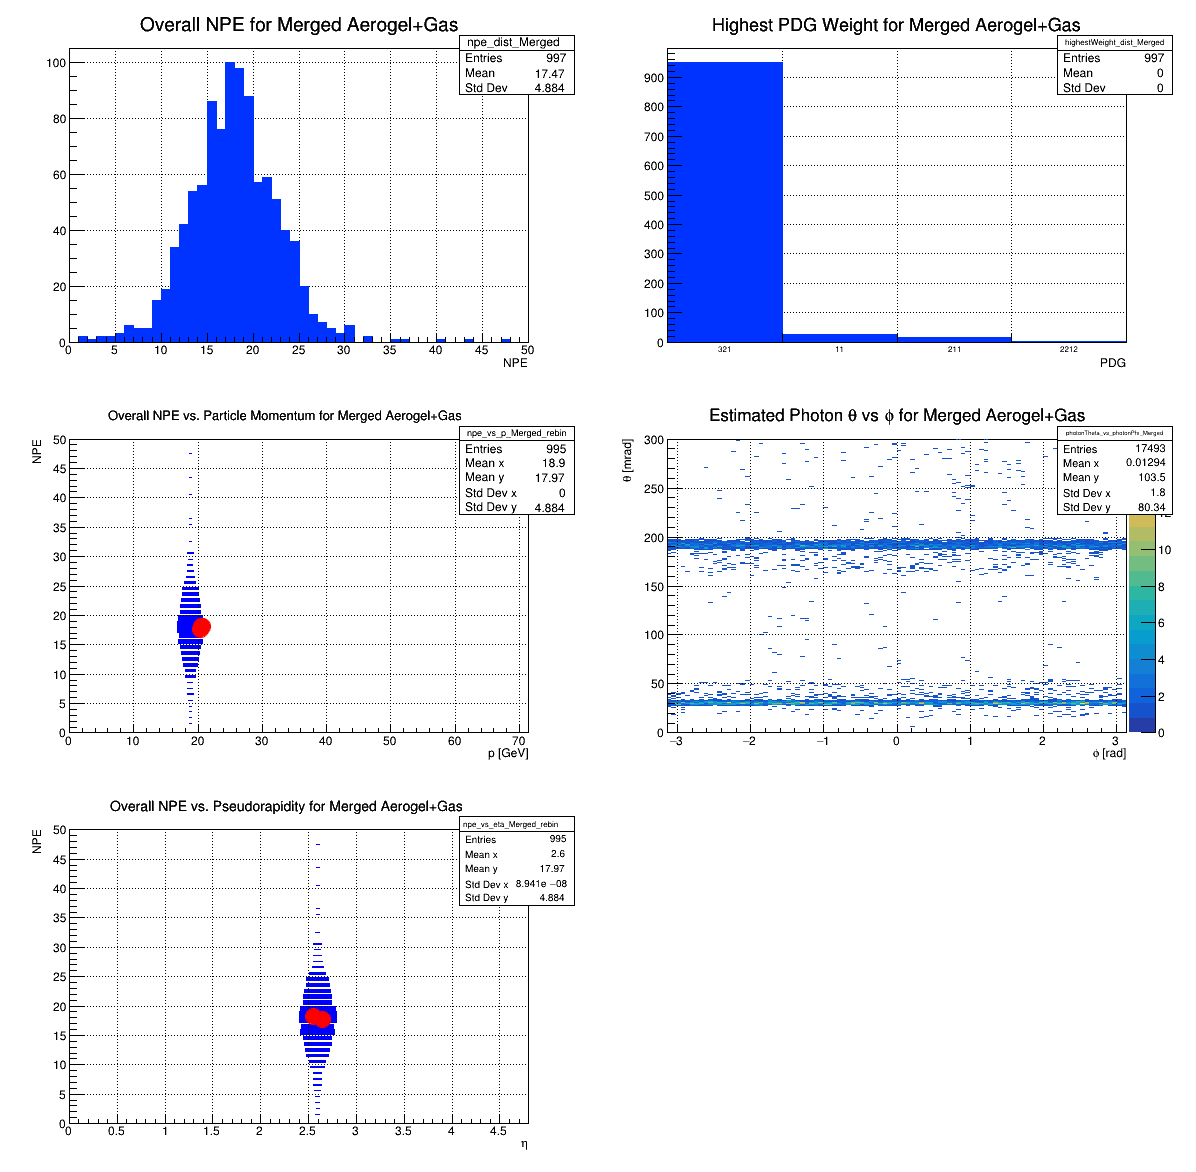 Overall NPE for Merged Aerogel+Gas
npe_dist_Merged
Entries 997
Mean 17.47
Std Dev 4.884
100
80
60
40
20
0
0 5 10 15 20 25 30 35 40 45 50
NPE
Highest PDG Weight for Merged Aerogel+Gas
highestWeight_dist_Merged
Entries 997
Mean 0
Std Dev 0
900
800
700
600
500
400
300
200
100
0
321 11 211 2212
PDG
Overall NPE vs. Particle Momentum for Merged Aerogel+Gas
npe_vs_p_Merged_rebin
Entries 995
Mean x 18.9
Mean y 17.97
Std Dev x 0
Std Dev y 4.884
NPE
50
45
40
35
30
25
20
15
10
5
0
0 10 20 30 40 50 60 70
p [GeV]
Estimated Photon θ vs ϕ for Merged Aerogel+Gas
photonTheta_vs_photonPhi_Merged
Entries 17493
Mean x 0.01294
Mean y 103.5
Std Dev x 1.8
Std Dev y 80.34
θ [mrad]
300
250
200
150
100
50
0
−3 −2 −1 0 1 2 3
ϕ [rad]
10
8
6
4
2
0
Overall NPE vs. Pseudorapidity for Merged Aerogel+Gas
npe_vs_eta_Merged_rebin
Entries 995
Mean x 2.6
Mean y 17.97
Std Dev x 8.941e −08
Std Dev y 4.884
NPE
50
45
40
35
30
25
20
15
10
5
0
0 0.5 1 1.5 2 2.5 3 3.5 4 4.5
η